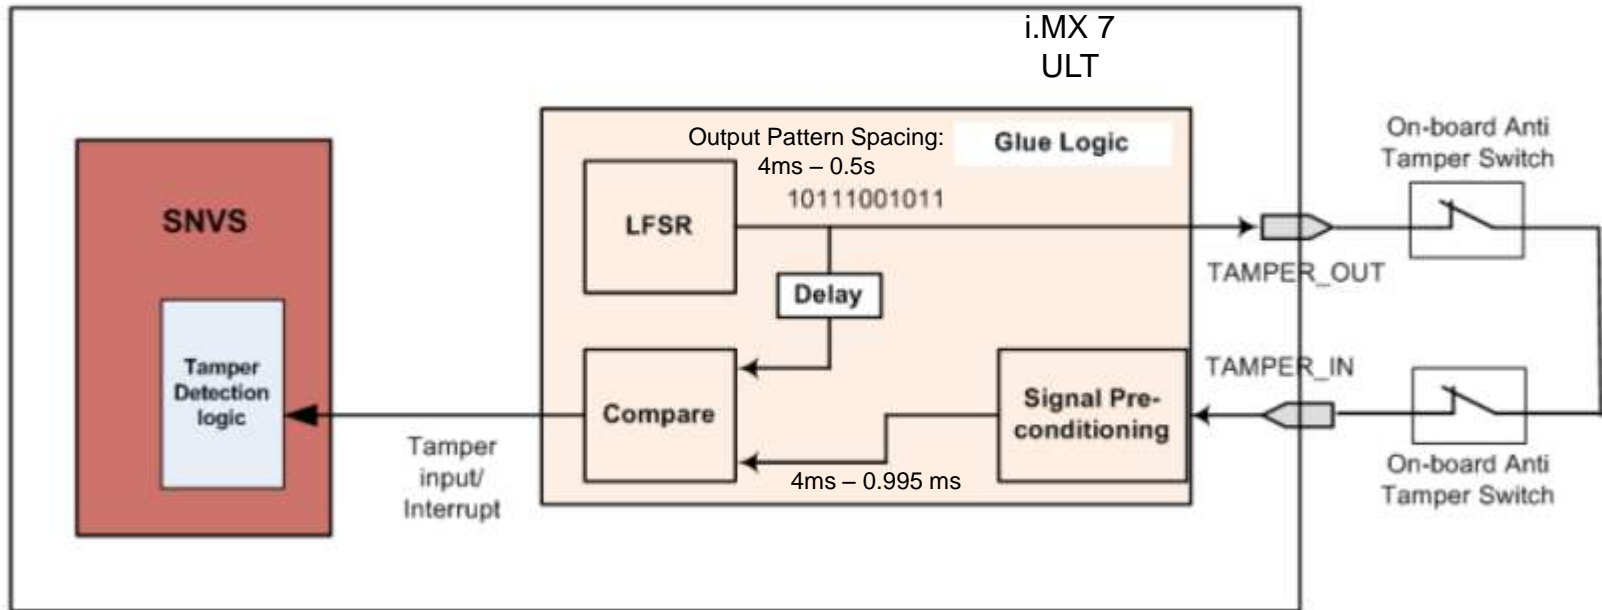 i.MX 7
ULT
Output Pattern Spacing:
4ms – 0.5s
Glue Logic
10111001011
LFSR
Delay
SNVS
Tamper
Detection
logic
Compare
Signal Pre-
conditioning
4ms – 0.995 ms
Tamper
input/
Interrupt
TAMPER_OUT
TAMPER_IN
On-board Anti
Tamper Switch
On-board Anti
Tamper Switch